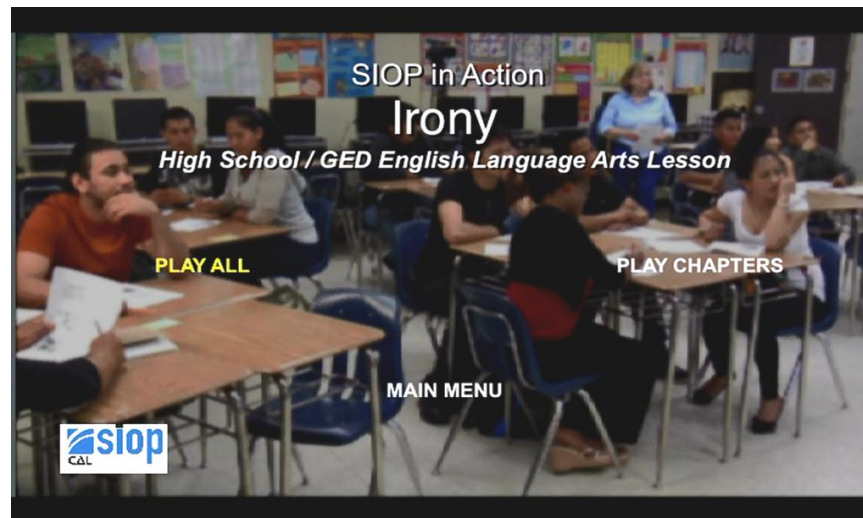 SIOP in Action
Irony
High School / GED English Language Arts Lesson
PLAY ALL
PLAY CHAPTERS
MAIN MENU
siop
CAL